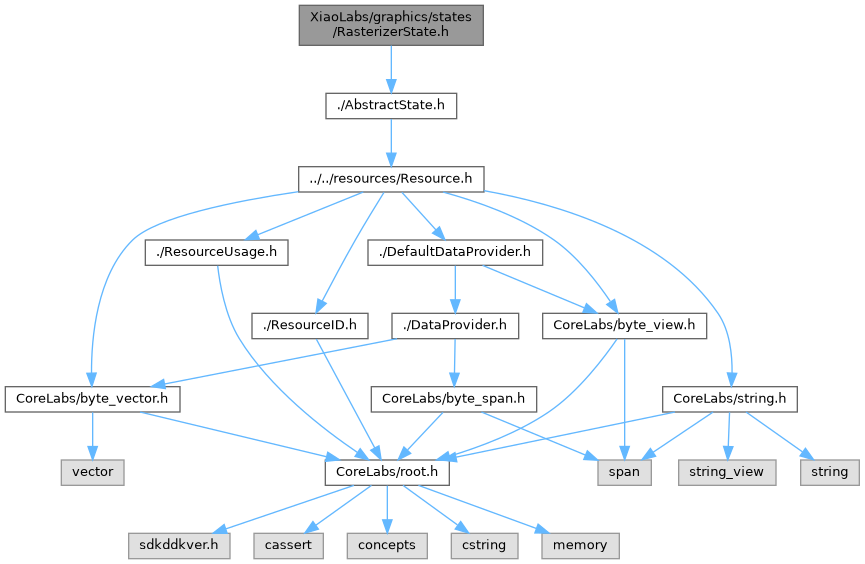 XiaoLabs/graphics/states
/RasterizerState.h
./AbstractState.h
../../resources/Resource.h
./ResourceUsage.h
./DefaultDataProvider.h
./ResourceID.h
./DataProvider.h
CoreLabs/byte_view.h
CoreLabs/byte_vector.h
CoreLabs/byte_span.h
CoreLabs/string.h
vector
CoreLabs/root.h
span
string_view
string
sdkddkver.h
cassert
concepts
cstring
memory